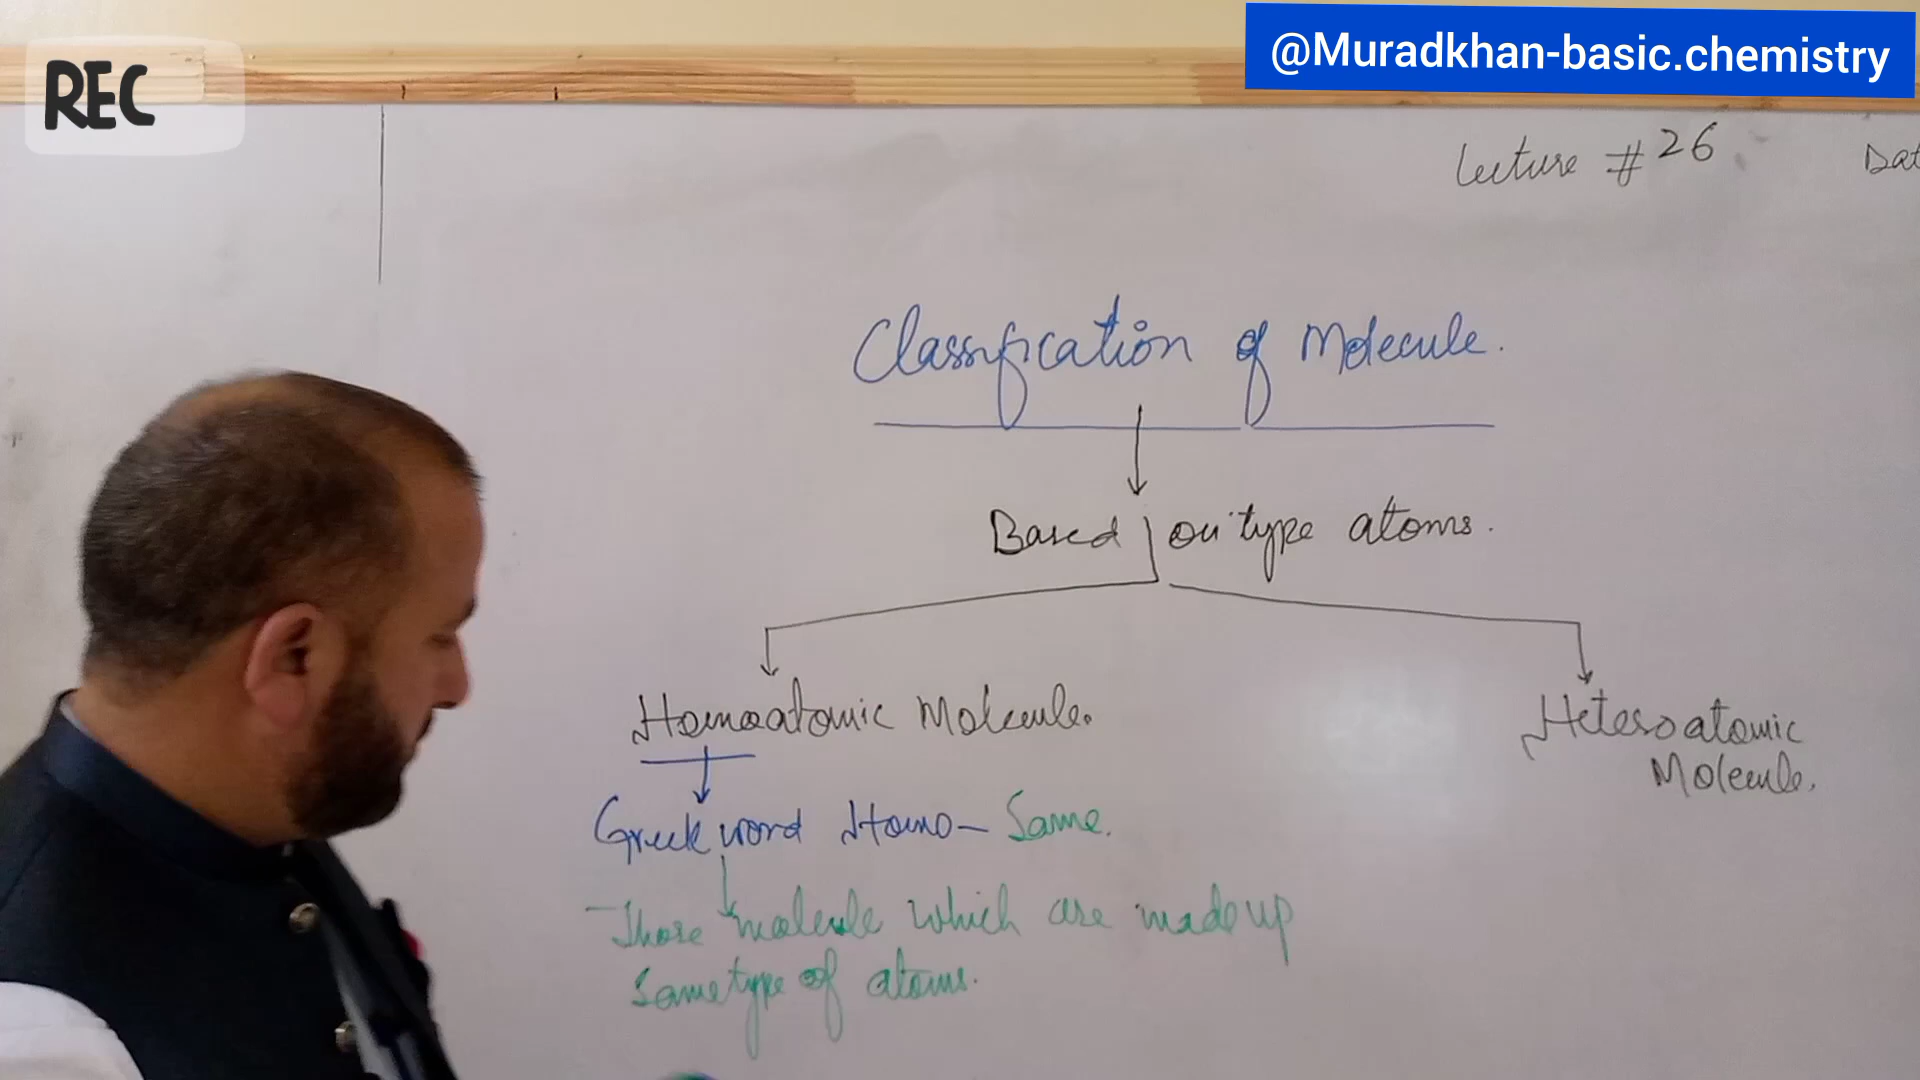 REC
@Muradkhan-basic.chemistry
Lecture # 26
Dat
Classification of Molecule.
Based on type atoms.
Homoatomic Molecule.
Heteroatomic
Molecule.
Greek word Homo- Same.
Those molecule which are made up
Same type of atoms.